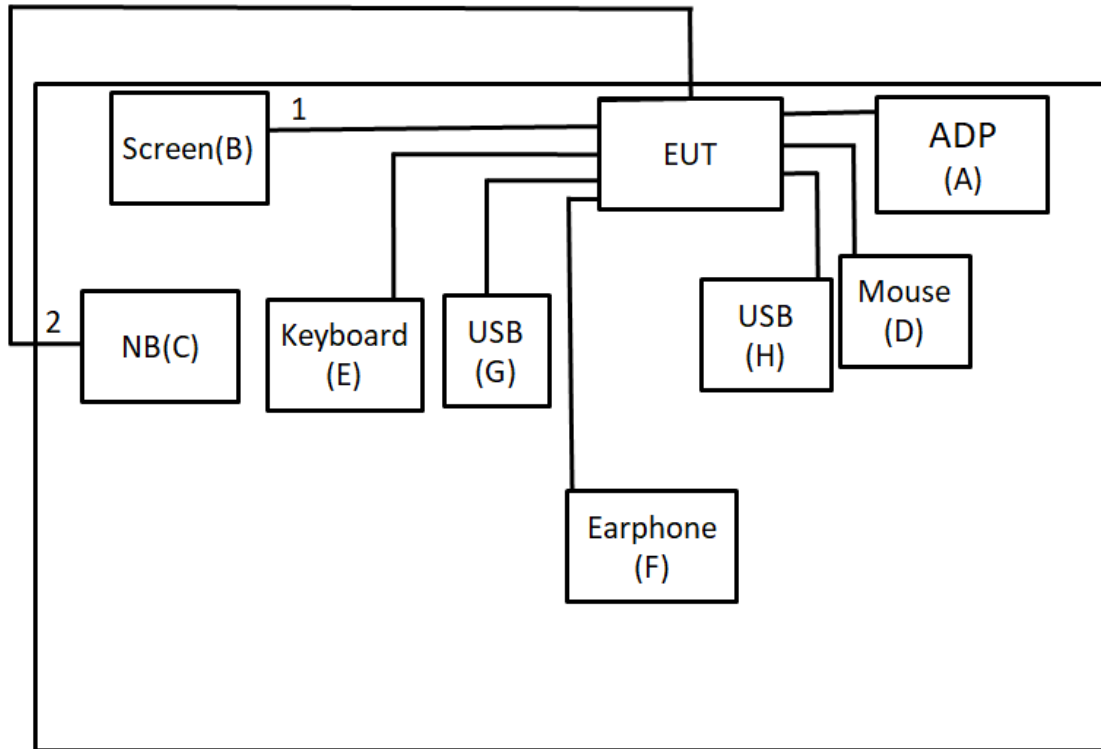 1
Screen(B)
EUT
ADP
(A)
2
NB(C)
Keyboard
(E)
USB
(G)
USB
(H)
Mouse
(D)
Earphone
(F)